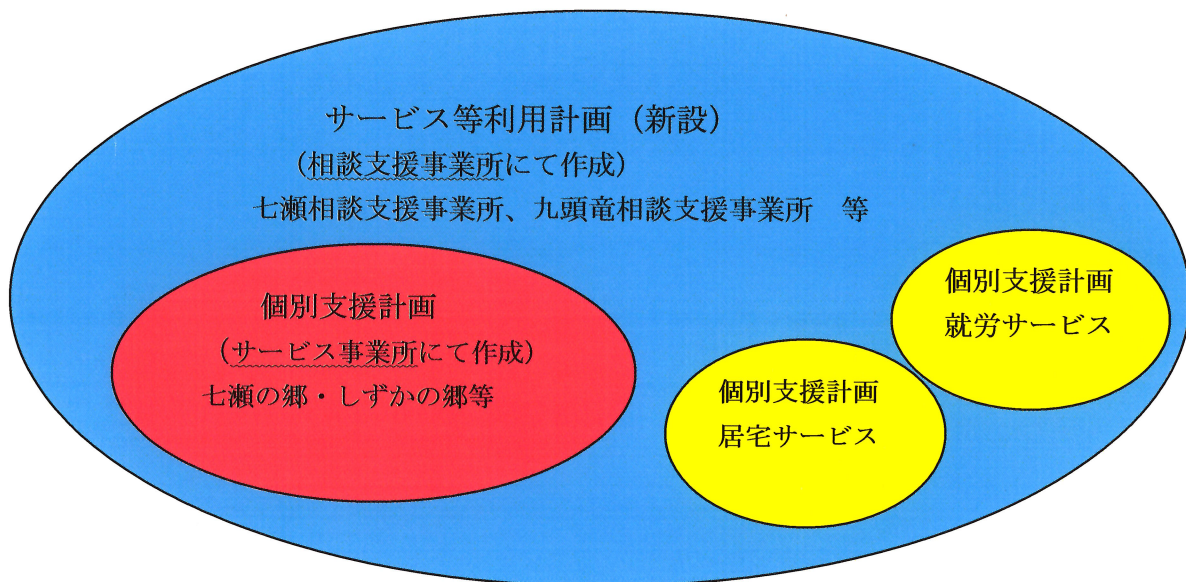 サービス等利用計画（新設）
（相談支援事業所にて作成）
七瀬相談支援事業所、九頭竜相談支援事業所　等
個別支援計画
（サービス事業所にて作成）
七瀬の郷・しずかの郷等
個別支援計画
居宅サービス
個別支援計画
就労サービス